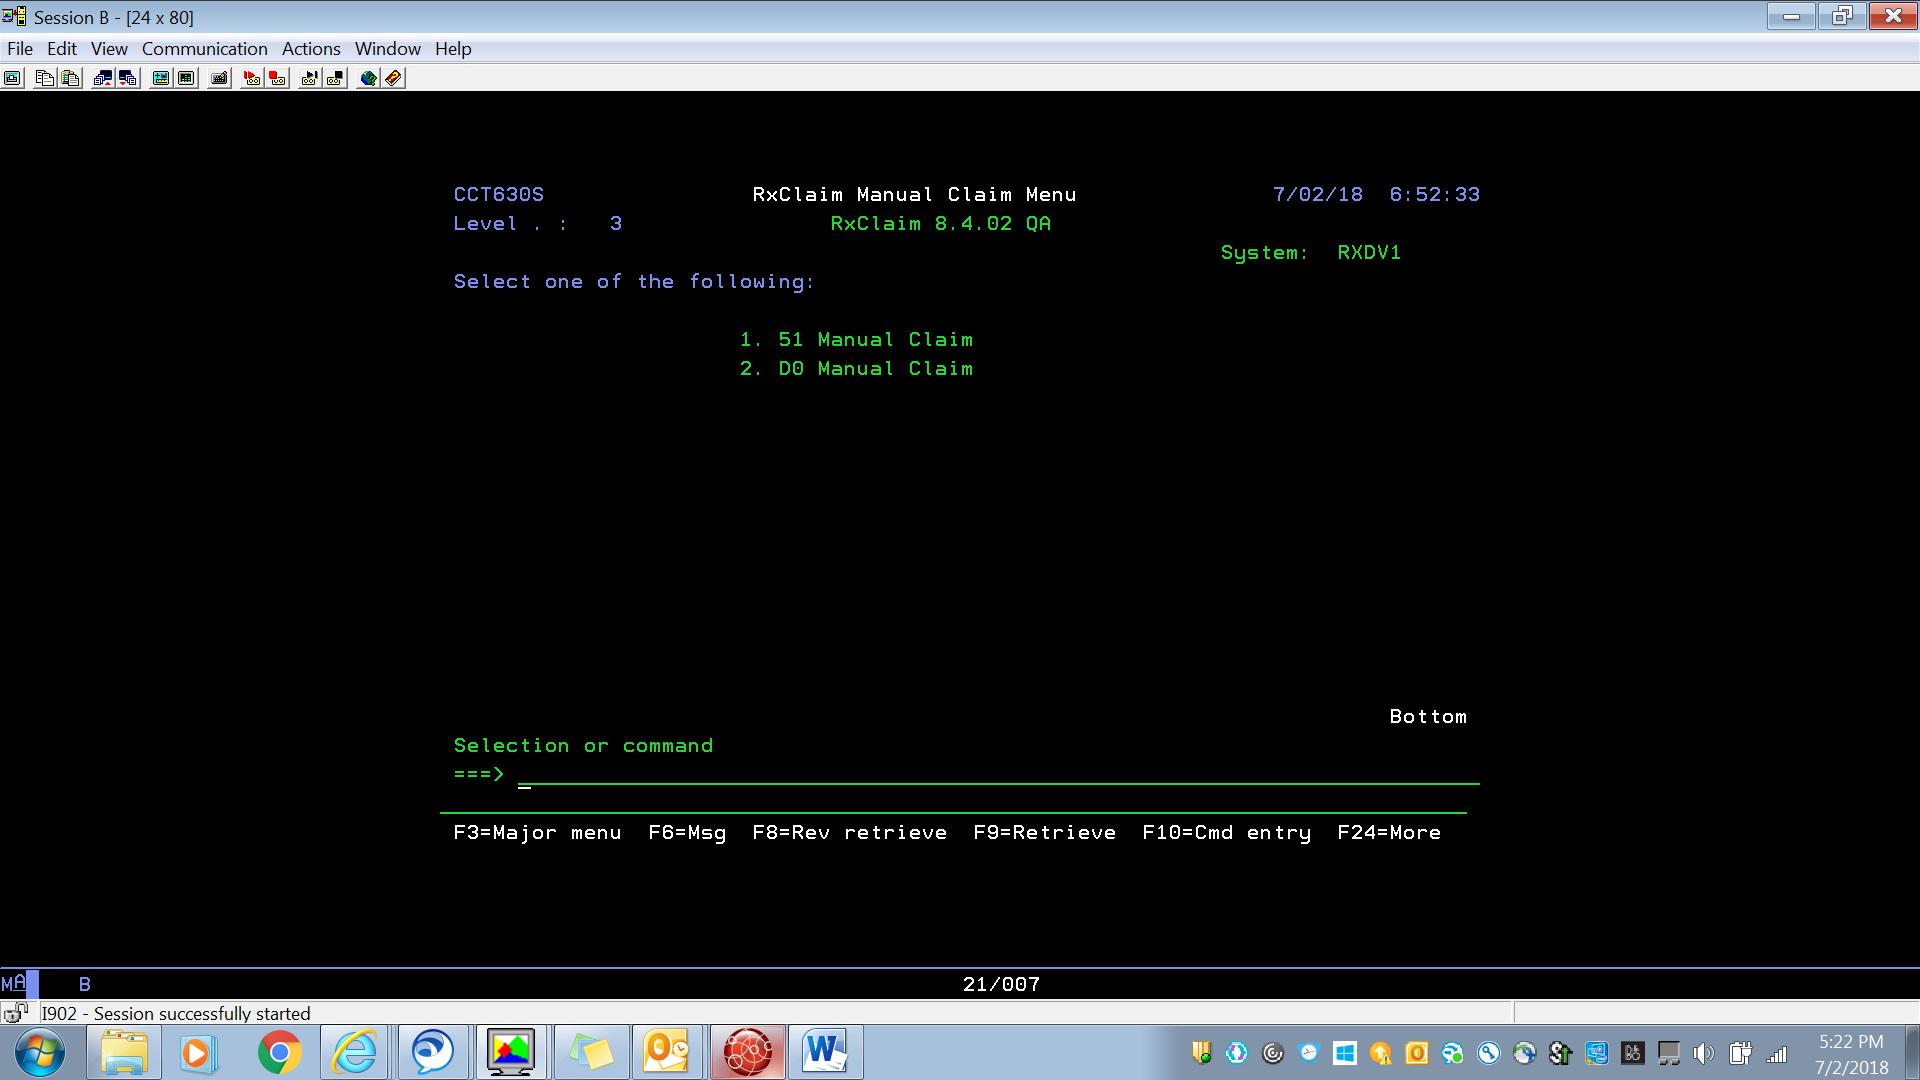 Session B - [24 x 80]
File Edit View Communication Actions Window Help
CCT630S RxClaim Manual Claim Menu 7/02/18 6:52:33
Level . : 3 RxClaim 8.4.02 QA
System: RXDV1
Select one of the following:
1. 51 Manual Claim
2. D0 Manual Claim
Bottom
Selection or command
===>
F3=Major menu F6=Msg F8=Rev retrieve F9=Retrieve F10=Cmd entry F24=More
MA B 21/007
I902 - Session successfully started
5:22 PM
7/2/2018